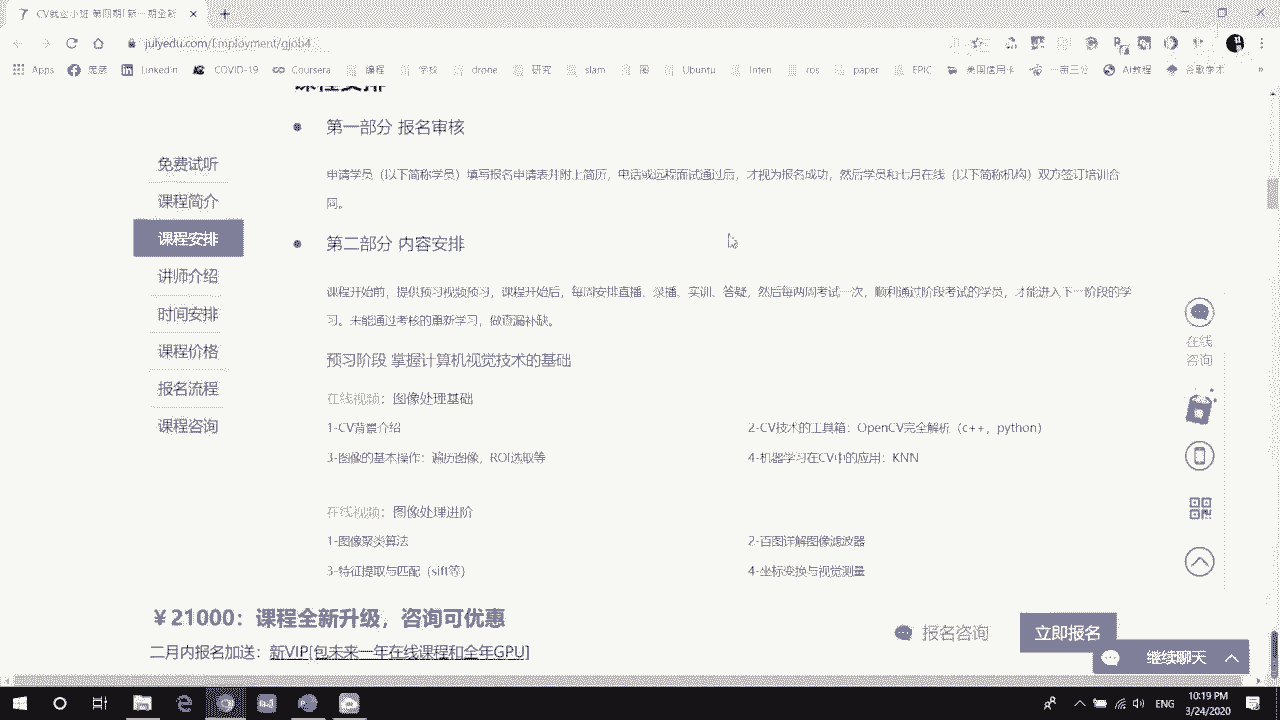 CV就业小班 第四期[新一期全新
julyedu.com/Employment/gjob4
Apps
LinkedIn
COVID-19
Coursera
编程
学校
drone
研究
slam
Ubuntu
inten
ros
paper
EPIC
美国信用卡
一亩三分
AI教程
谷歌学术
»
课程安排
第一部分 报名审核
申请学员（以下简称学员）填写报名申请表并附上简历，电话或远程面试通过后，才视为报名成功，然后学员和七月在线（以下简称机构）双方签订培训合
同。
第二部分 内容安排
课程开始前，提供预习视频预习，课程开始后，每周安排直播、录播、实训、答疑，然后每两周考试一次，顺利通过阶段考试的学员，才能进入下一阶段的学
习。未能通过考核的重新学习，做查漏补缺。
预习阶段 掌握计算机视觉技术的基础
在线视频：图像处理基础
1-CV背景介绍
2-CV技术的工具箱：OpenCV完全解析（c++，python）
3-图像的基本操作：遍历图像，ROI选取等
4-机器学习在CV中的应用：KNN
在线视频：图像处理进阶
1-图像聚类算法
2-百图详解图像滤波器
3-特征提取与匹配（sift等）
4-坐标变换与视觉测量
免费试听
课程简介
课程安排
讲师介绍
时间安排
课程价格
报名流程
课程咨询
在线
咨询
￥21000：课程全新升级，咨询可优惠
二月内报名加送：新VIP[包未来一年在线课程和全年GPU]
报名咨询
立即报名
继续聊天
ENG
10:19 PM
3/24/2020